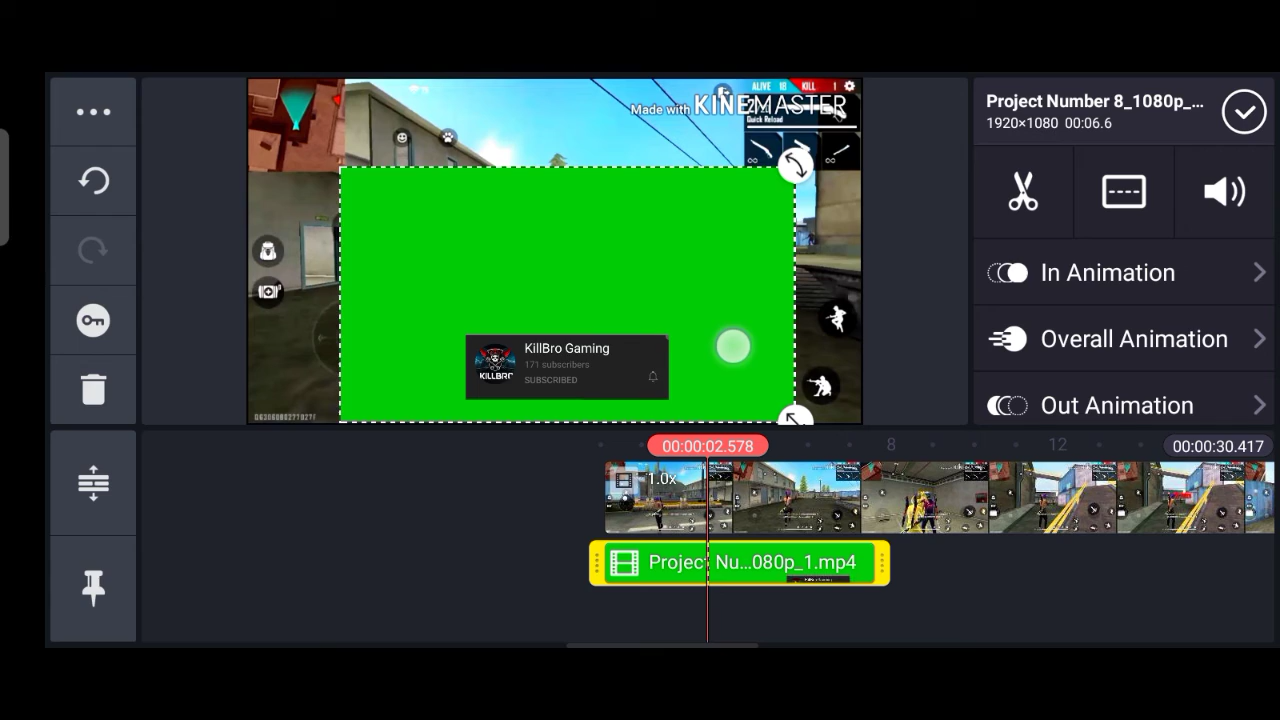 Project Number 8_1080p_...
1920×1080 00:06.6
Made with KINEMASTER
ALIVE 18 KILL 1
Quick Reload
In Animation
Overall Animation
Out Animation
KillBro Gaming
171 subscribers
SUBSCRIBED
KILLBRO
00:00:02.578
8
12
00:00:30.417
1.0x
Project Nu...080p_1.mp4